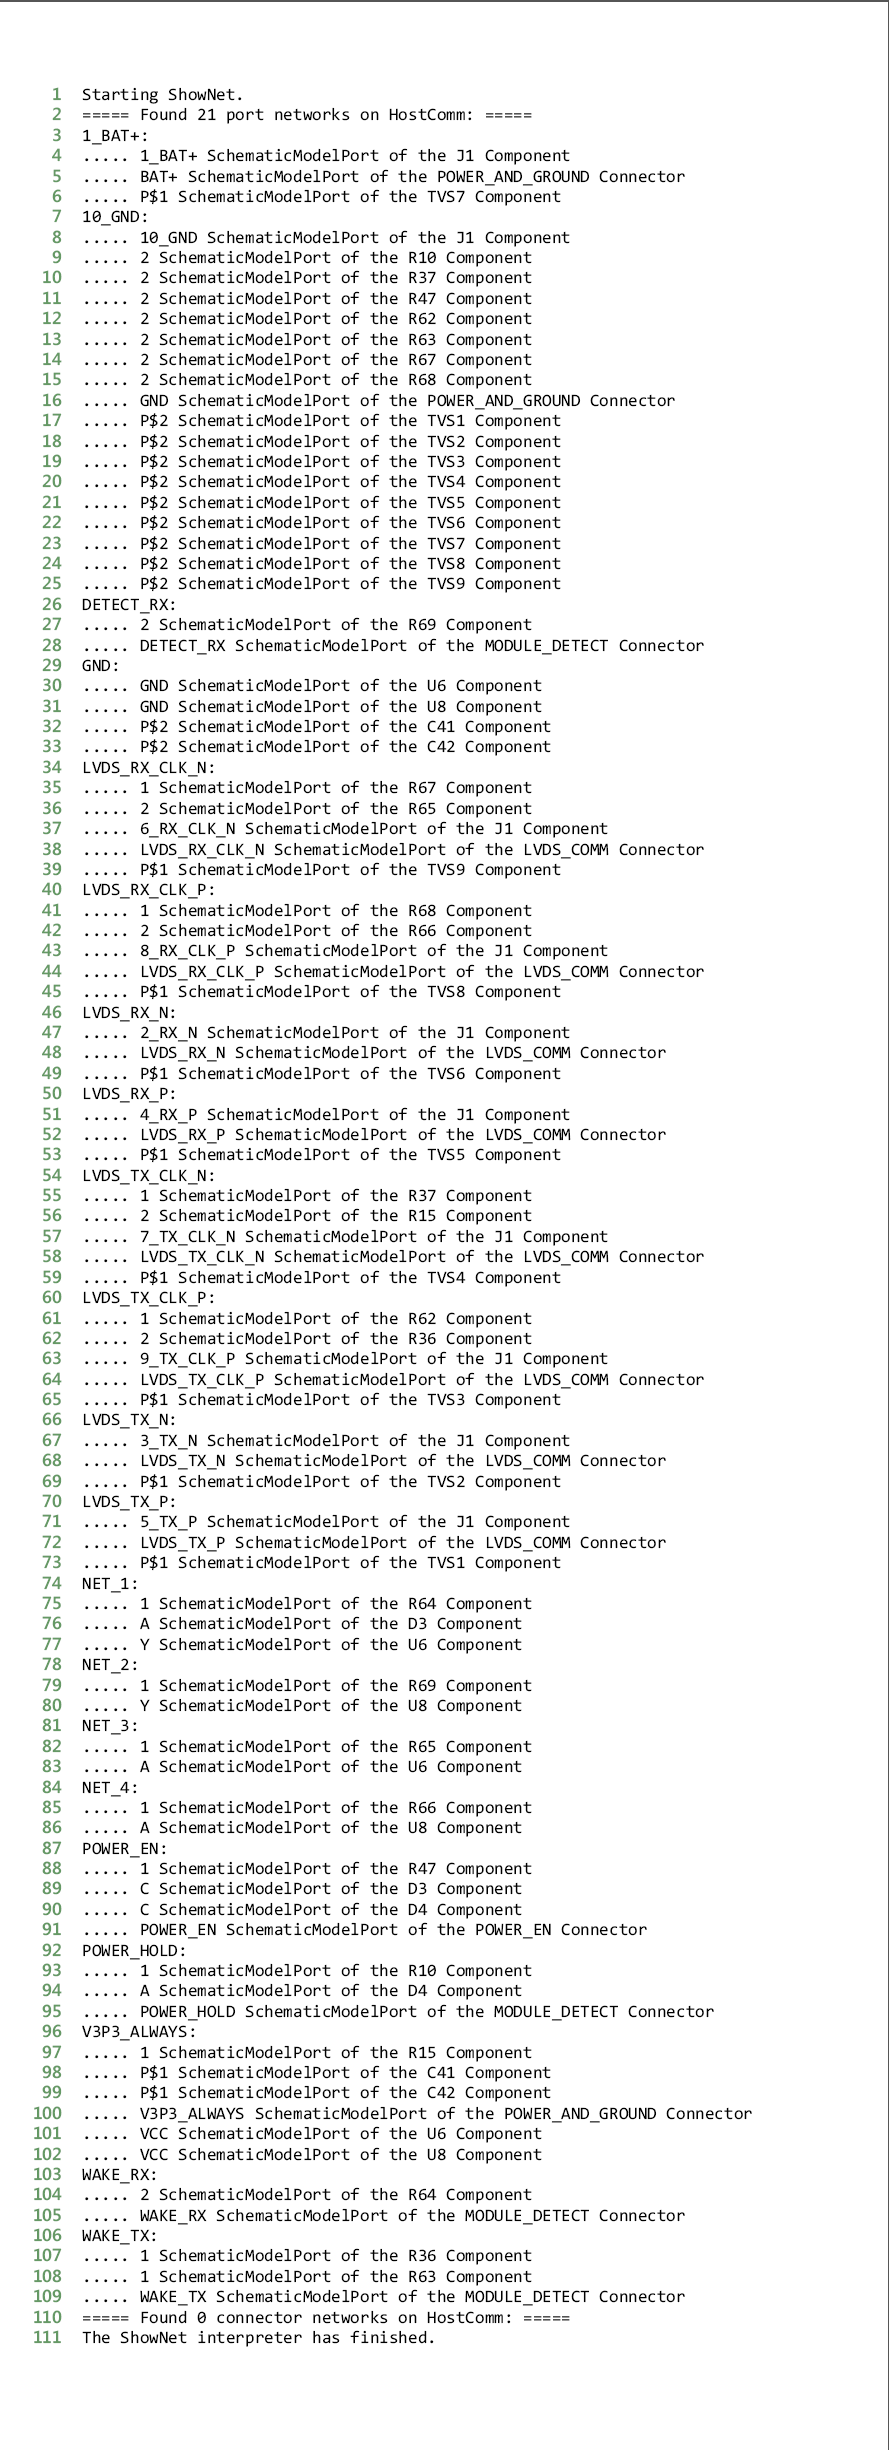 1 Starting ShowNet.
2 ===== Found 21 port networks on HostComm: =====
3 1_BAT+:
4 ..... 1_BAT+ SchematicModelPort of the J1 Component
5 ..... BAT+ SchematicModelPort of the POWER_AND_GROUND Connector
6 ..... P$1 SchematicModelPort of the TVS7 Component
7 10_GND:
8 ..... 10_GND SchematicModelPort of the J1 Component
9 ..... 2 SchematicModelPort of the R10 Component
10 ..... 2 SchematicModelPort of the R37 Component
11 ..... 2 SchematicModelPort of the R47 Component
12 ..... 2 SchematicModelPort of the R62 Component
13 ..... 2 SchematicModelPort of the R63 Component
14 ..... 2 SchematicModelPort of the R67 Component
15 ..... 2 SchematicModelPort of the R68 Component
16 ..... GND SchematicModelPort of the POWER_AND_GROUND Connector
17 ..... P$2 SchematicModelPort of the TVS1 Component
18 ..... P$2 SchematicModelPort of the TVS2 Component
19 ..... P$2 SchematicModelPort of the TVS3 Component
20 ..... P$2 SchematicModelPort of the TVS4 Component
21 ..... P$2 SchematicModelPort of the TVS5 Component
22 ..... P$2 SchematicModelPort of the TVS6 Component
23 ..... P$2 SchematicModelPort of the TVS7 Component
24 ..... P$2 SchematicModelPort of the TVS8 Component
25 ..... P$2 SchematicModelPort of the TVS9 Component
26 DETECT_RX:
27 ..... 2 SchematicModelPort of the R69 Component
28 ..... DETECT_RX SchematicModelPort of the MODULE_DETECT Connector
29 GND:
30 ..... GND SchematicModelPort of the U6 Component
31 ..... GND SchematicModelPort of the U8 Component
32 ..... P$2 SchematicModelPort of the C41 Component
33 ..... P$2 SchematicModelPort of the C42 Component
34 LVDS_RX_CLK_N:
35 ..... 1 SchematicModelPort of the R67 Component
36 ..... 2 SchematicModelPort of the R65 Component
37 ..... 6_RX_CLK_N SchematicModelPort of the J1 Component
38 ..... LVDS_RX_CLK_N SchematicModelPort of the LVDS_COMM Connector
39 ..... P$1 SchematicModelPort of the TVS9 Component
40 LVDS_RX_CLK_P:
41 ..... 1 SchematicModelPort of the R68 Component
42 ..... 2 SchematicModelPort of the R66 Component
43 ..... 8_RX_CLK_P SchematicModelPort of the J1 Component
44 ..... LVDS_RX_CLK_P SchematicModelPort of the LVDS_COMM Connector
45 ..... P$1 SchematicModelPort of the TVS8 Component
46 LVDS_RX_N:
47 ..... 2_RX_N SchematicModelPort of the J1 Component
48 ..... LVDS_RX_N SchematicModelPort of the LVDS_COMM Connector
49 ..... P$1 SchematicModelPort of the TVS6 Component
50 LVDS_RX_P:
51 ..... 4_RX_P SchematicModelPort of the J1 Component
52 ..... LVDS_RX_P SchematicModelPort of the LVDS_COMM Connector
53 ..... P$1 SchematicModelPort of the TVS5 Component
54 LVDS_TX_CLK_N:
55 ..... 1 SchematicModelPort of the R37 Component
56 ..... 2 SchematicModelPort of the R15 Component
57 ..... 7_TX_CLK_N SchematicModelPort of the J1 Component
58 ..... LVDS_TX_CLK_N SchematicModelPort of the LVDS_COMM Connector
59 ..... P$1 SchematicModelPort of the TVS4 Component
60 LVDS_TX_CLK_P:
61 ..... 1 SchematicModelPort of the R62 Component
62 ..... 2 SchematicModelPort of the R36 Component
63 ..... 9_TX_CLK_P SchematicModelPort of the J1 Component
64 ..... LVDS_TX_CLK_P SchematicModelPort of the LVDS_COMM Connector
65 ..... P$1 SchematicModelPort of the TVS3 Component
66 LVDS_TX_N:
67 ..... 3_TX_N SchematicModelPort of the J1 Component
68 ..... LVDS_TX_N SchematicModelPort of the LVDS_COMM Connector
69 ..... P$1 SchematicModelPort of the TVS2 Component
70 LVDS_TX_P:
71 ..... 5_TX_P SchematicModelPort of the J1 Component
72 ..... LVDS_TX_P SchematicModelPort of the LVDS_COMM Connector
73 ..... P$1 SchematicModelPort of the TVS1 Component
74 NET_1:
75 ..... 1 SchematicModelPort of the R64 Component
76 ..... A SchematicModelPort of the D3 Component
77 ..... Y SchematicModelPort of the U6 Component
78 NET_2:
79 ..... 1 SchematicModelPort of the R69 Component
80 ..... Y SchematicModelPort of the U8 Component
81 NET_3:
82 ..... 1 SchematicModelPort of the R65 Component
83 ..... A SchematicModelPort of the U6 Component
84 NET_4:
85 ..... 1 SchematicModelPort of the R66 Component
86 ..... A SchematicModelPort of the U8 Component
87 POWER_EN:
88 ..... 1 SchematicModelPort of the R47 Component
89 ..... C SchematicModelPort of the D3 Component
90 ..... C SchematicModelPort of the D4 Component
91 ..... POWER_EN SchematicModelPort of the POWER_EN Connector
92 POWER_HOLD:
93 ..... 1 SchematicModelPort of the R10 Component
94 ..... A SchematicModelPort of the D4 Component
95 ..... POWER_HOLD SchematicModelPort of the MODULE_DETECT Connector
96 V3P3_ALWAYS:
97 ..... 1 SchematicModelPort of the R15 Component
98 ..... P$1 SchematicModelPort of the C41 Component
99 ..... P$1 SchematicModelPort of the C42 Component
100 ..... V3P3_ALWAYS SchematicModelPort of the POWER_AND_GROUND Connector
101 ..... VCC SchematicModelPort of the U6 Component
102 ..... VCC SchematicModelPort of the U8 Component
103 WAKE_RX:
104 ..... 2 SchematicModelPort of the R64 Component
105 ..... WAKE_RX SchematicModelPort of the MODULE_DETECT Connector
106 WAKE_TX:
107 ..... 1 SchematicModelPort of the R36 Component
108 ..... 1 SchematicModelPort of the R63 Component
109 ..... WAKE_TX SchematicModelPort of the MODULE_DETECT Connector
110 ===== Found 0 connector networks on HostComm: =====
111 The ShowNet interpreter has finished.